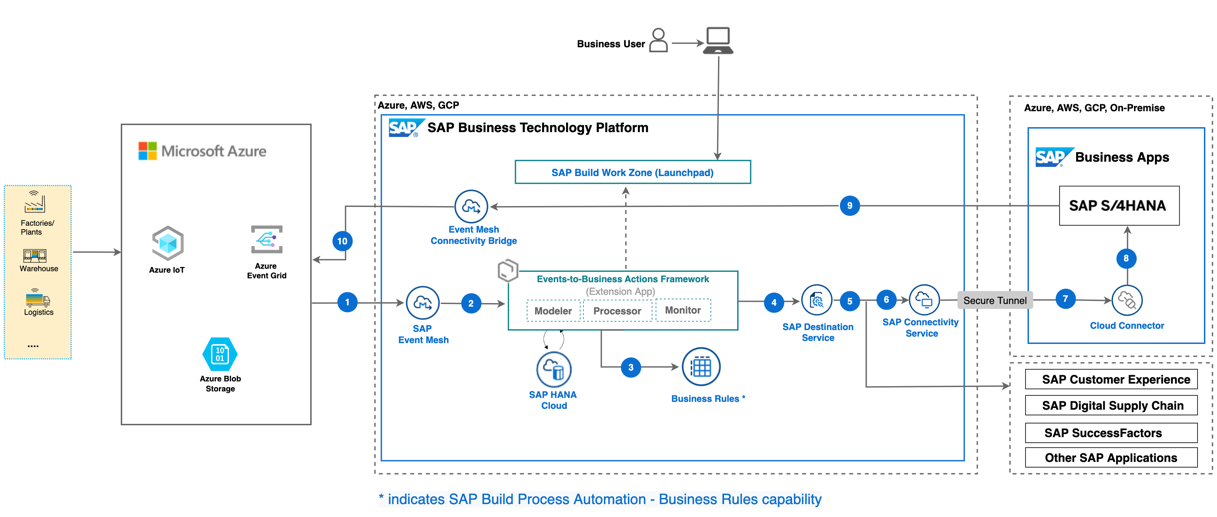 Business User
Azure, AWS, GCP
SAP
SAP Business Technology Platform
Azure, AWS, GCP, On-Premise
SAP
Business Apps
Microsoft Azure
SAP Build Work Zone (Launchpad)
Factories/
Plants
Warehouse
Logistics
....
Azure IoT
Azure
Event Grid
10
01
Azure Blob
Storage
Event Mesh
Connectivity Bridge
9
SAP S/4HANA
10
8
1
SAP
Event Mesh
2
Events-to-Business Actions Framework
(Extension App)
Modeler
Processor
Monitor
4
SAP Destination
Service
5
6
SAP Connectivity
Service
Secure Tunnel
7
Cloud Connector
3
SAP HANA
Cloud
Business Rules *
SAP Customer Experience
SAP Digital Supply Chain
SAP SuccessFactors
Other SAP Applications
* indicates SAP Build Process Automation - Business Rules capability